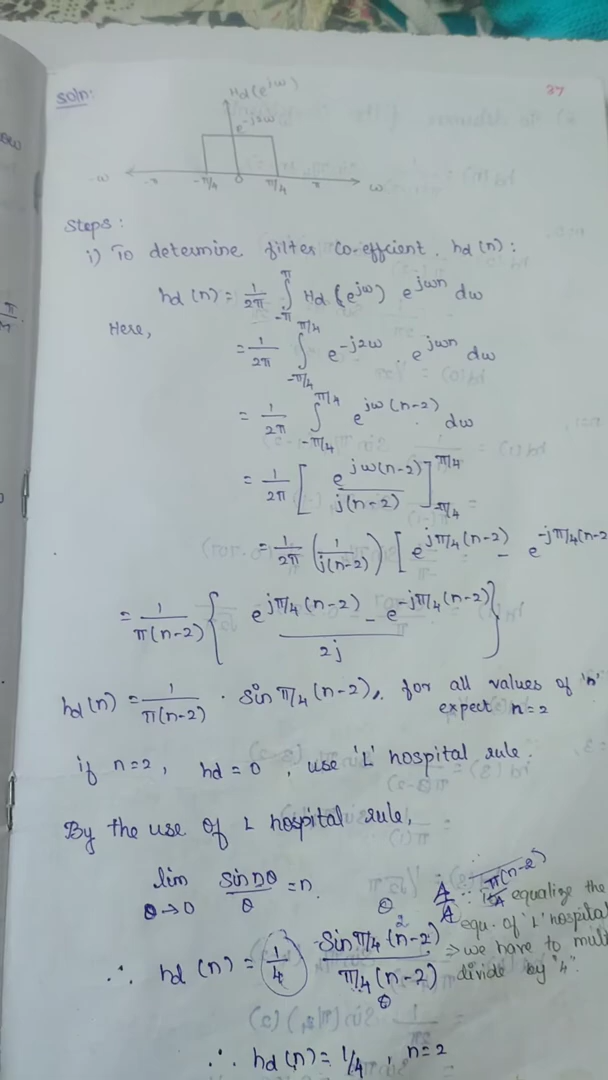 37
soln:
Hd(e^jω)
e^-j2ω
-ω -π -π/4 0 π/4 π ω
Steps:
i) To determine filter Co-effcient hd(n):
hd(n) = 1/2π ∫_-π^π Hd(e^jω) e^jωn dω
Here,
= 1/2π ∫_-π/4^π/4 e^-j2ω . e^jωn dω
= 1/2π ∫_-π/4^π/4 e^jω(n-2) dω
= 1/2π [ e^jω(n-2) / j(n-2) ]_-π/4^π/4
= 1/2π (1/j(n-2)) [ e^jπ/4(n-2) - e^-jπ/4(n-2
= 1/π(n-2) { e^jπ/4(n-2) - e^-jπ/4(n-2) / 2j }
hd(n) = 1/π(n-2) . sin π/4 (n-2), for all values of 'n'
expect n=2
if n=2, hd = 0, use 'L' hospital rule.
By the use of L hospital rule,
lim θ→0 sin nθ / θ = n.
equalize the
equ. of 'L' hospital
⇒ we have to mul
divide by "4".
∴ hd(n) = (1/4) sin π/4 (n-2) / π/4 (n-2)
θ
∴ hd(n) = 1/4, n=2